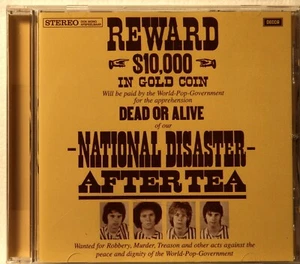 STEREO
DECCA
REWARD
$10,000
IN GOLD COIN
Will be paid by the World-Pop-Government
for the apprehension
DEAD OR ALIVE
of our
-NATIONAL DISASTER-
AFTER TEA
Wanted for Robbery, Murder, Treason and other acts against the
peace and dignity of the World-Pop-Government